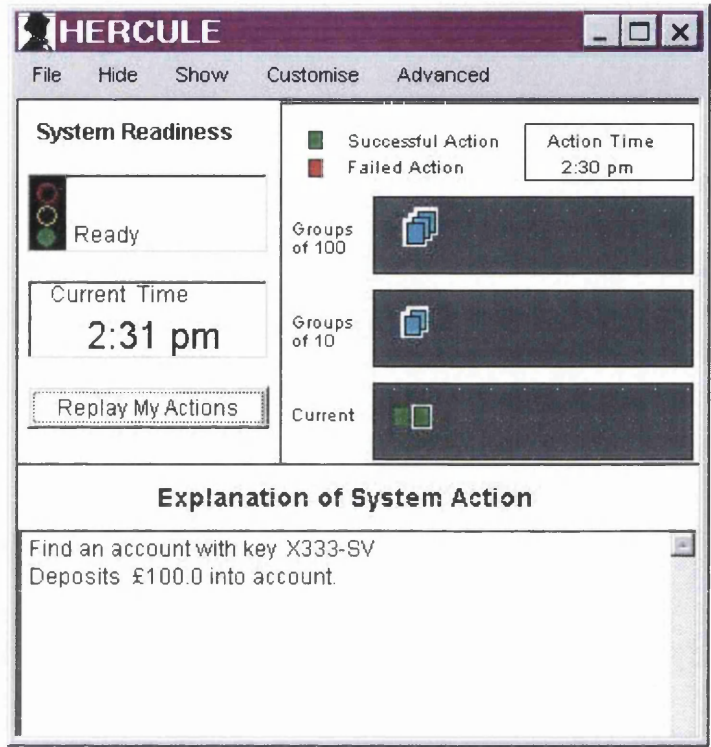 HERCULE
File Hide Show Customise Advanced
System Readiness
Ready
Current Time
2:31 pm
Replay My Actions
Successful Action
Failed Action
Action Time
2:30 pm
Groups
of 100
Groups
of 10
Current
Explanation of System Action
Find an account with key X333-SV
Deposits £100.0 into account.